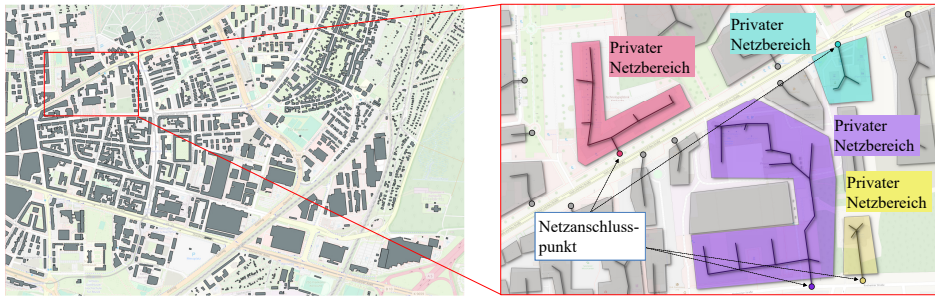 Privater
Netzbereich
Privater
Netzbereich
Privater
Netzbereich
Privater
Netzbereich
Netzanschluss-
punkt